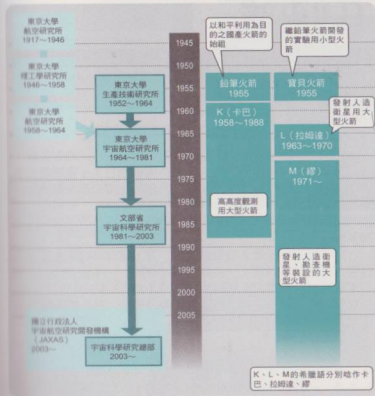 東京大學
航空研究所
1917～1946
東京大學
理工學研究所
1946～1958
東京大學
航空研究所
1958～1964
東京大學
生產技術研究所
1952～1964
東京大學
宇宙航空研究所
1964～1981
文部省
宇宙科學研究所
1981～2003
獨立行政法人
宇宙航空研究開發機構
（JAXAS）
2003～
宇宙科學研究總部
2003～
1945
1950
1955
1960
1965
1970
1975
1980
1985
1990
1995
2000
2005
以和平利用為目
的之國產火箭的
始祖
鉛筆火箭
1955
K（卡巴）
1958～1988
高高度觀測
用大型火箭
繼鉛筆火箭開發
的實驗用小型火
箭
寶貝火箭
1955
發射人造
衛星用大
型火箭
L（拉姆達）
1963～1970
M（繆）
1971～
發射人造衛
星、勘查機
等裝設的大
型火箭
K、L、M的希臘語分別唸作卡
巴、拉姆達、繆